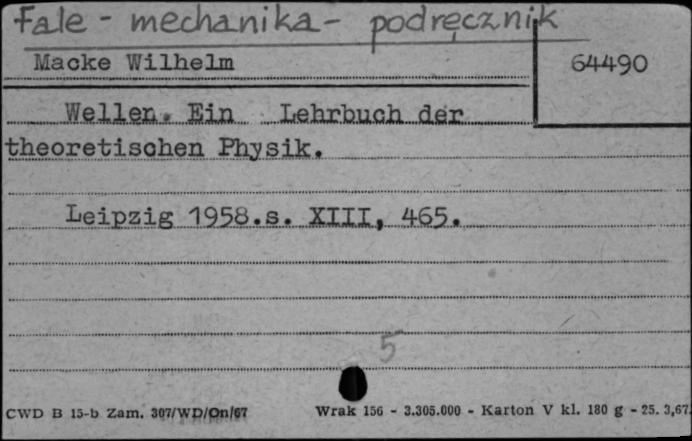 Fale - mechanika - podręcznik
Macke Wilhelm
64490
Wellen. Ein Lehrbuch der
theoretischen Physik.
Leipzig 1958.s. XIII, 465.
5
CWD B 15-b Zam. 307/WD/On/67 Wrak 156 - 3.305.000 - Karton V kl. 180 g - 25. 3,67.